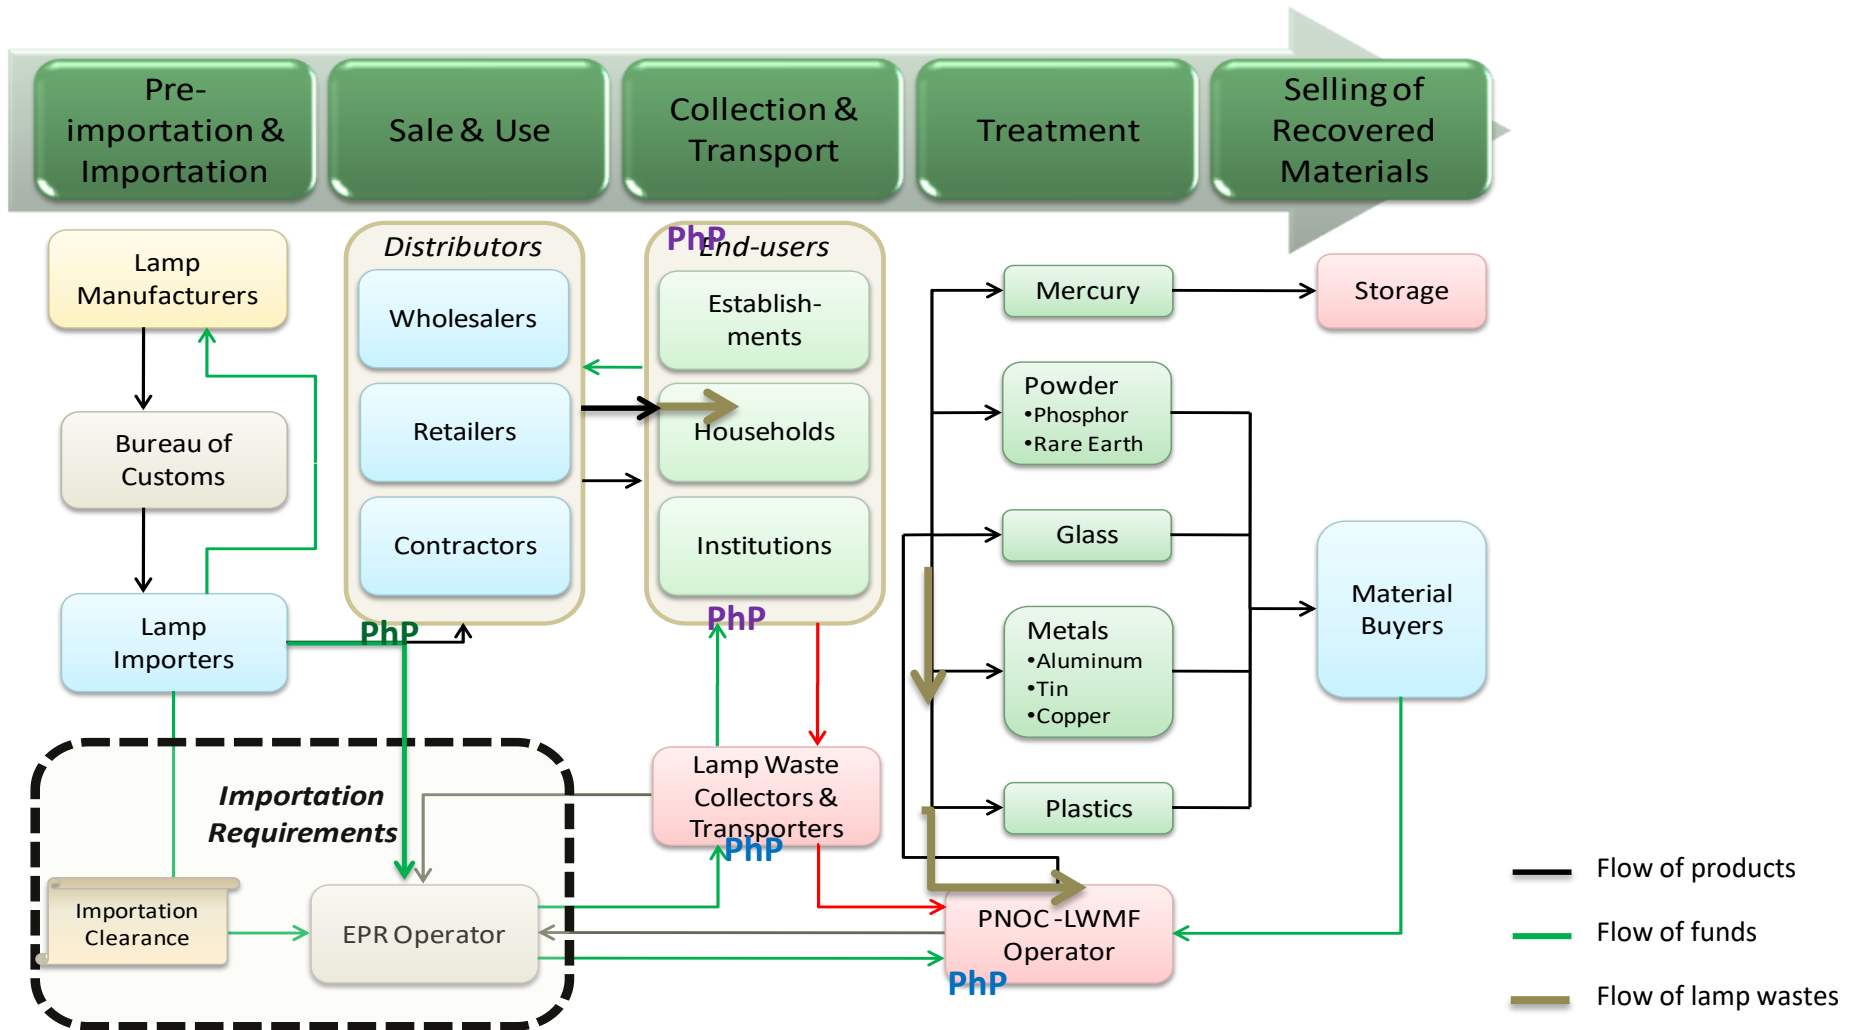 Pre-
importation &
Importation
Sale & Use
Collection &
Transport
Treatment
Selling of
Recovered
Materials
Lamp
Manufacturers
Bureau of
Customs
Lamp
Importers
Distributors
Wholesalers
Retailers
Contractors
PhP
PhP
End-users
Establish-
ments
Households
Institutions
PhP
Mercury
Powder
•Phosphor
•Rare Earth
Glass
Metals
•Aluminum
•Tin
•Copper
Plastics
Storage
Material
Buyers
Importation
Requirements
Importation
Clearance
EPR Operator
Lamp Waste
Collectors &
Transporters
PhP
PNOC -LWMF
Operator
PhP
Flow of products
Flow of funds
Flow of lamp wastes